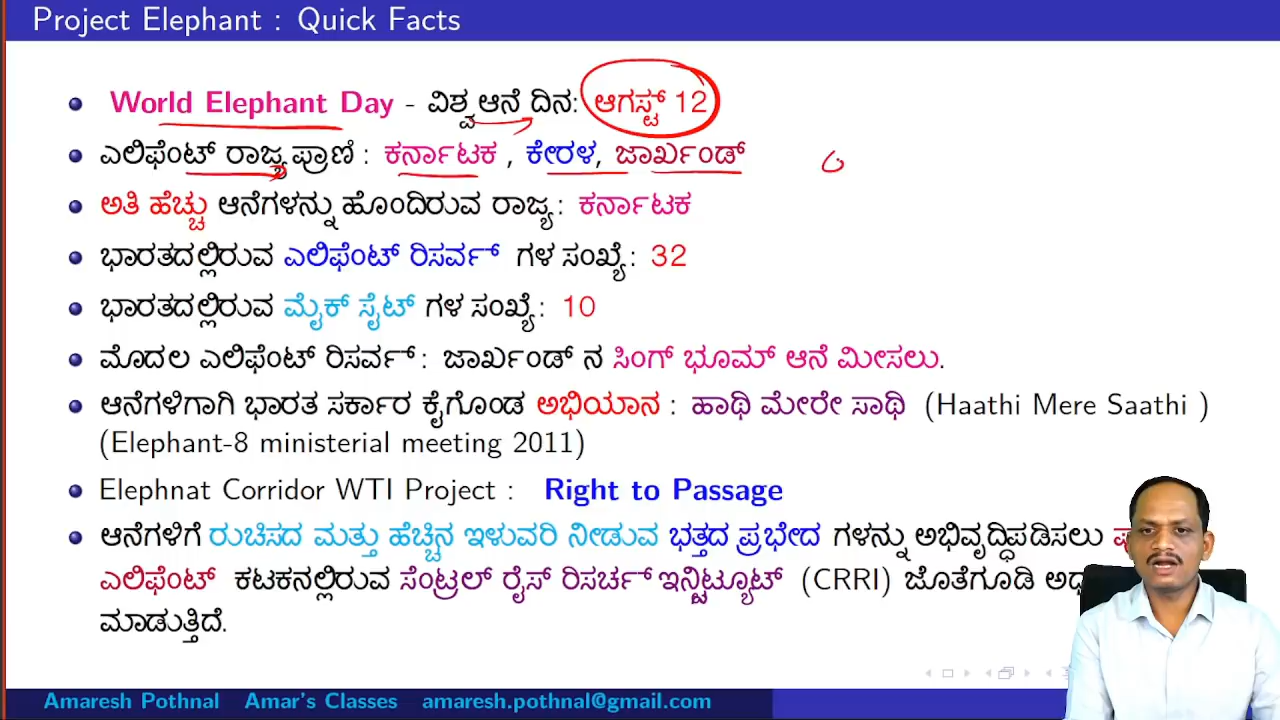 Project Elephant : Quick Facts
World Elephant Day - ವಿಶ್ವ ಆನೆ ದಿನ: ಆಗಸ್ಟ್ 12
ಎಲಿಫೆಂಟ್ ರಾಜ್ಯ ಪ್ರಾಣಿ : ಕರ್ನಾಟಕ , ಕೇರಳ, ಜಾರ್ಖಂಡ್
ಅತಿ ಹೆಚ್ಚು ಆನೆಗಳನ್ನು ಹೊಂದಿರುವ ರಾಜ್ಯ: ಕರ್ನಾಟಕ
ಭಾರತದಲ್ಲಿರುವ ಎಲಿಫೆಂಟ್ ರಿಸರ್ವ್ ಗಳ ಸಂಖ್ಯೆ: 32
ಭಾರತದಲ್ಲಿರುವ ಮೈಕ್ ಸೈಟ್ ಗಳ ಸಂಖ್ಯೆ: 10
ಮೊದಲ ಎಲಿಫೆಂಟ್ ರಿಸರ್ವ್: ಜಾರ್ಖಂಡ್ ನ ಸಿಂಗ್ ಭೂಮ್ ಆನೆ ಮೀಸಲು.
ಆನೆಗಳಿಗಾಗಿ ಭಾರತ ಸರ್ಕಾರ ಕೈಗೊಂಡ ಅಭಿಯಾನ : ಹಾಥಿ ಮೇರೇ ಸಾಥಿ (Haathi Mere Saathi )
(Elephant-8 ministerial meeting 2011)
Elephnat Corridor WTI Project : Right to Passage
ಆನೆಗಳಿಗೆ ರುಚಿಸದ ಮತ್ತು ಹೆಚ್ಚಿನ ಇಳುವರಿ ನೀಡುವ ಭತ್ತದ ಪ್ರಭೇದ ಗಳನ್ನು ಅಭಿವೃದ್ಧಿಪಡಿಸಲು
ಎಲಿಫೆಂಟ್ ಕಟಕನಲ್ಲಿರುವ ಸೆಂಟ್ರಲ್ ರೈಸ್ ರಿಸರ್ಚ್ ಇನ್ಸ್ಟಿಟ್ಯೂಟ್ (CRRI) ಜೊತೆಗೂಡಿ
ಮಾಡುತ್ತಿದೆ.
Amaresh Pothnal Amar's Classes amaresh.pothnal@gmail.com